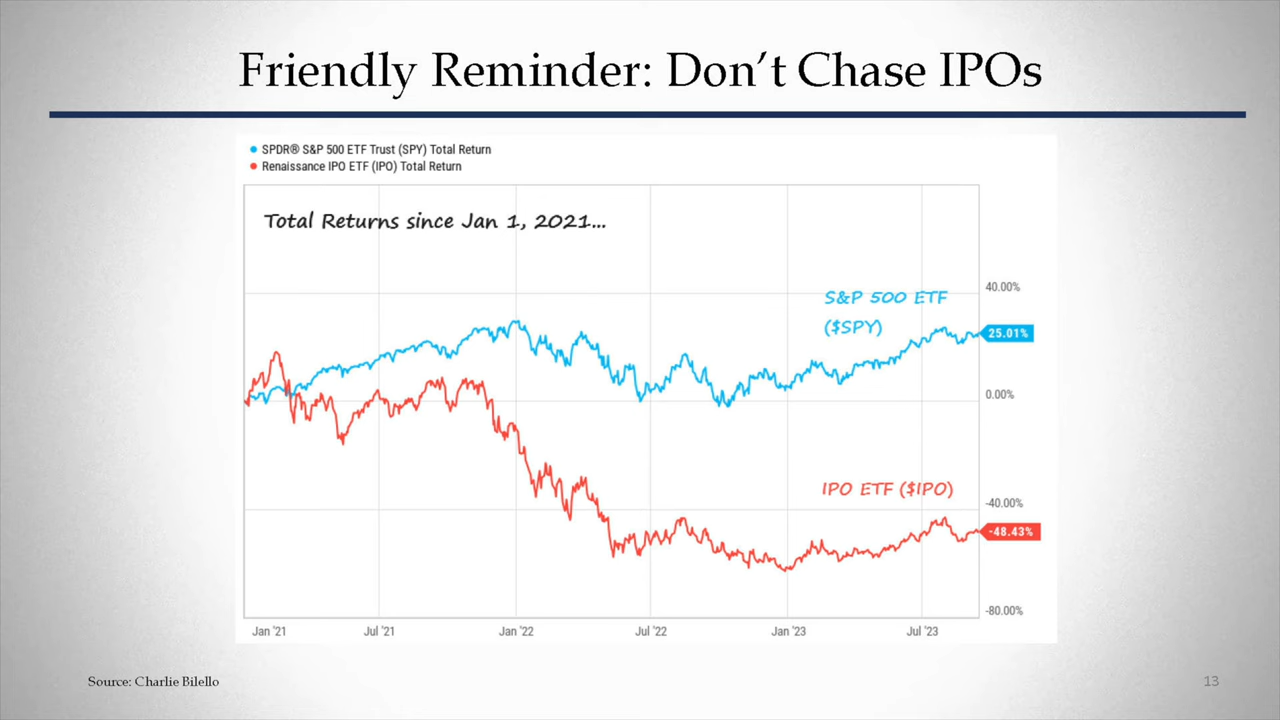 Friendly Reminder: Don’t Chase IPOs
SPDR® S&P 500 ETF Trust (SPY) Total Return
Renaissance IPO ETF (IPO) Total Return
Total Returns since Jan 1, 2021...
S&P 500 ETF
($SPY)
40.00%
25.01%
0.00%
IPO ETF ($IPO)
-40.00%
-48.43%
-80.00%
Jan '21 Jul '21 Jan '22 Jul '22 Jan '23 Jul '23
Source: Charlie Bilello
13